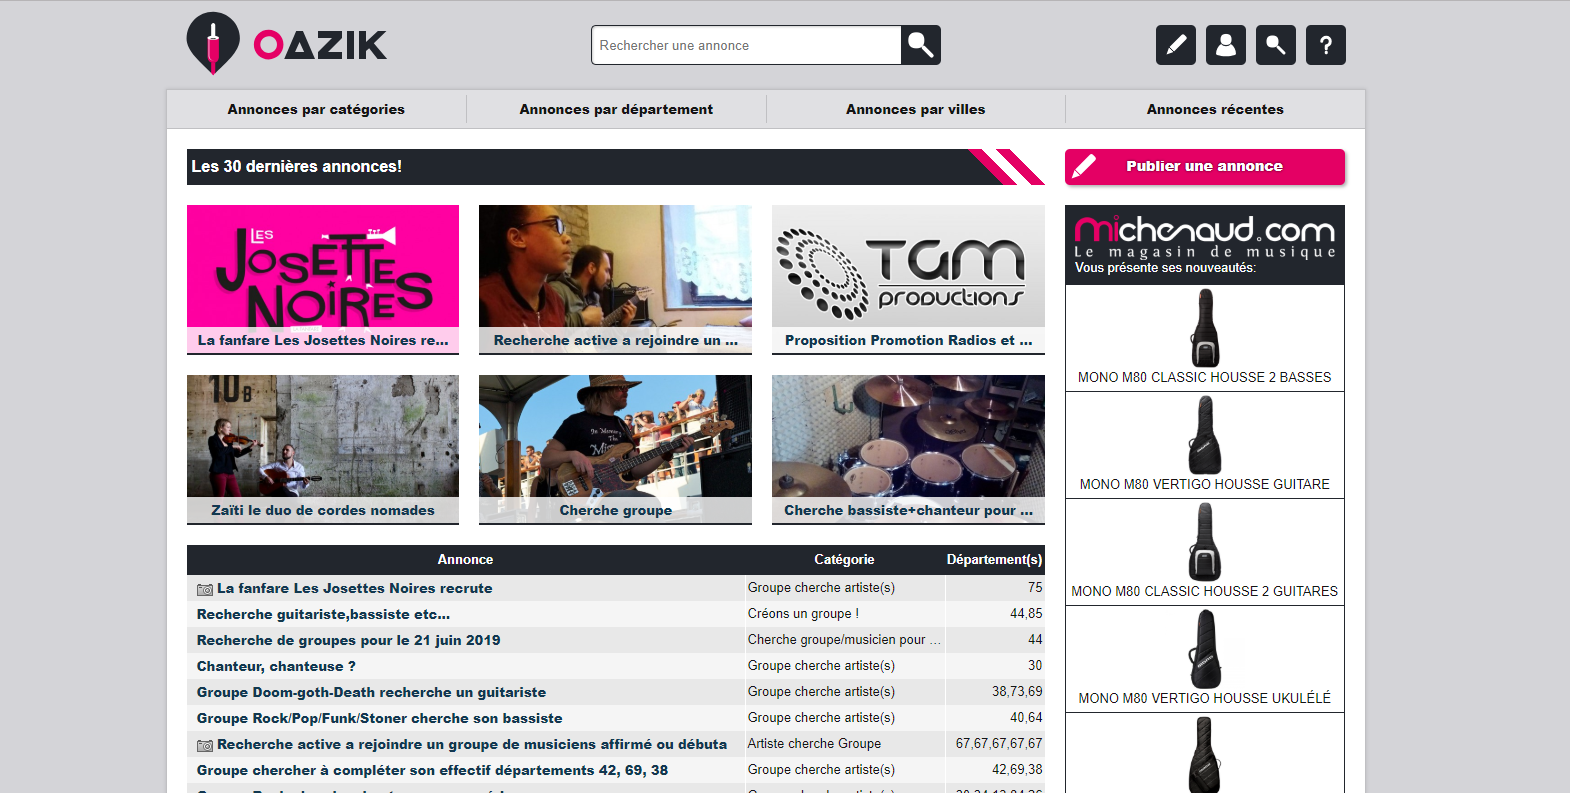 OAZIK
Rechercher une annonce
?
Annonces par catégories
Annonces par département
Annonces par villes
Annonces récentes
Les 30 dernières annonces!
Publier une annonce
LES
JOSETTES
NOIRES
La fanfare Les Josettes Noires re...
Recherche active a rejoindre un ...
TGM
PRODUCTIONS
Proposition Promotion Radios et ...
michenaud.com
Le magasin de musique
Vous présente ses nouveautés:
10B
Zaïti le duo de cordes nomades
In Memory
The
Cherche groupe
Cherche bassiste+chanteur pour ...
MONO M80 CLASSIC HOUSSE 2 BASSES
MONO M80 VERTIGO HOUSSE GUITARE
MONO M80 CLASSIC HOUSSE 2 GUITARES
MONO M80 VERTIGO HOUSSE UKULÉLÉ
Annonce Catégorie Département(s)
La fanfare Les Josettes Noires recrute Groupe cherche artiste(s) 75
Recherche guitariste,bassiste etc... Créons un groupe ! 44,85
Recherche de groupes pour le 21 juin 2019 Cherche groupe/musicien pour ... 44
Chanteur, chanteuse ? Groupe cherche artiste(s) 30
Groupe Doom-goth-Death recherche un guitariste Groupe cherche artiste(s) 38,73,69
Groupe Rock/Pop/Funk/Stoner cherche son bassiste Groupe cherche artiste(s) 40,64
Recherche active a rejoindre un groupe de musiciens affirmé ou débuta Artiste cherche Groupe 67,67,67,67,67
Groupe chercher à compléter son effectif départements 42, 69, 38 Groupe cherche artiste(s) 42,69,38